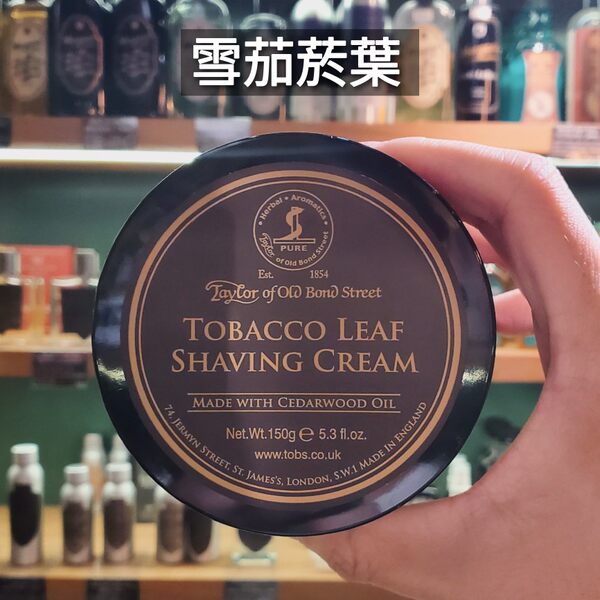 雪茄菸葉
Herbal • Aromatics
PURE
Taylor of Old Bond Street
Est. 1854
Taylor of Old Bond Street
TOBACCO LEAF
SHAVING CREAM
MADE WITH CEDARWOOD OIL
Net.Wt.150g ℮ 5.3 fl.oz.
www.tobs.co.uk
74, JERMYN STREET, ST. JAMES'S, LONDON, S.W.1 MADE IN ENGLAND